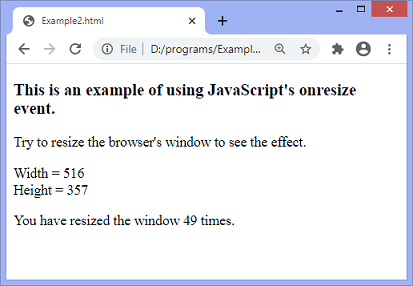 Example2.html
File
D:/programs/Exampl...
This is an example of using JavaScript's onresize
event.
Try to resize the browser's window to see the effect.
Width = 516
Height = 357
You have resized the window 49 times.